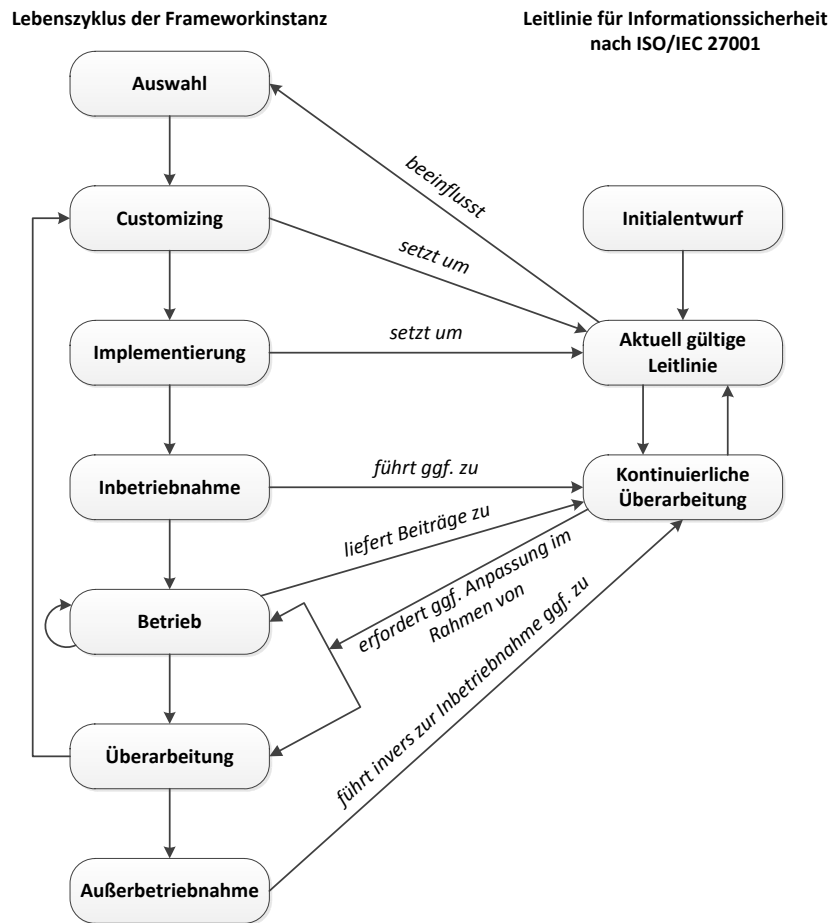 Lebenszyklus der Frameworkinstanz
Leitlinie für Informationssicherheit
nach ISO/IEC 27001
Auswahl
beeinflusst
Customizing
Initialentwurf
setzt um
Implementierung
setzt um
Aktuell gültige
Leitlinie
Inbetriebnahme
führt ggf. zu
Kontinuierliche
Überarbeitung
liefert Beiträge zu
erfordert ggf. Anpassung im
Rahmen von
Betrieb
führt invers zur Inbetriebnahme ggf. zu
Überarbeitung
Außerbetriebnahme